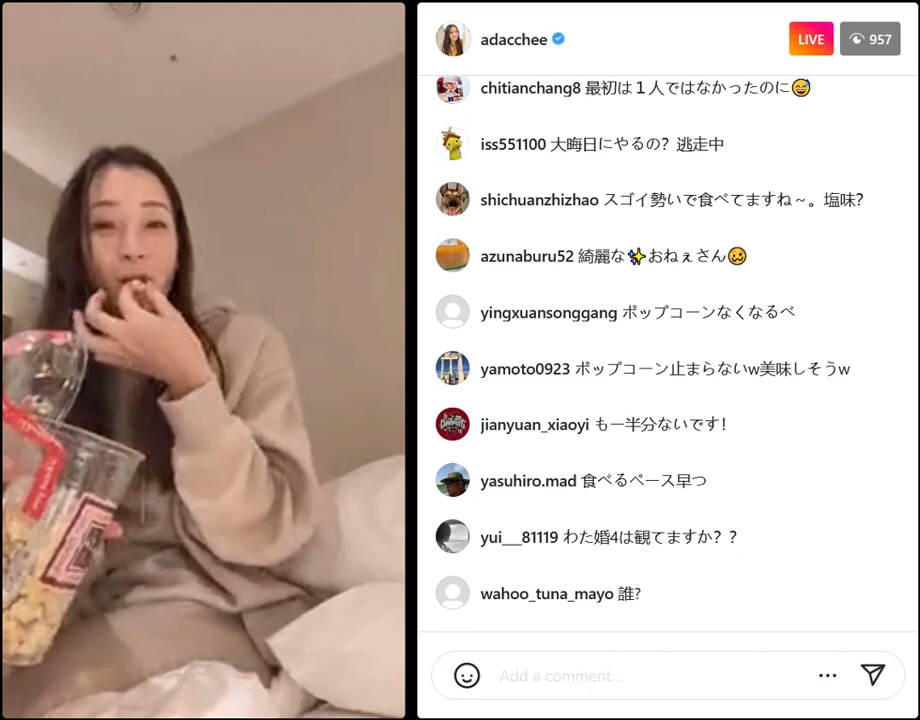 adacchee
LIVE
957
chitianchang8 最初は１人ではなかったのに😅
iss551100 大晦日にやるの？逃走中
shichuanzhizhao スゴイ勢いで食べてますね～。塩味？
azunaburu52 綺麗な✨おねぇさん🥴
yingxuansonggang ポップコーンなくなるべ
yamoto0923 ポップコーン止まらないw美味しそうw
jianyuan_xiaoyi も一半分ないです！
yasuhiro.mad 食べるペース早つ
yui__81119 わた婚4は観てますか？？
wahoo_tuna_mayo 誰?
Add a comment...